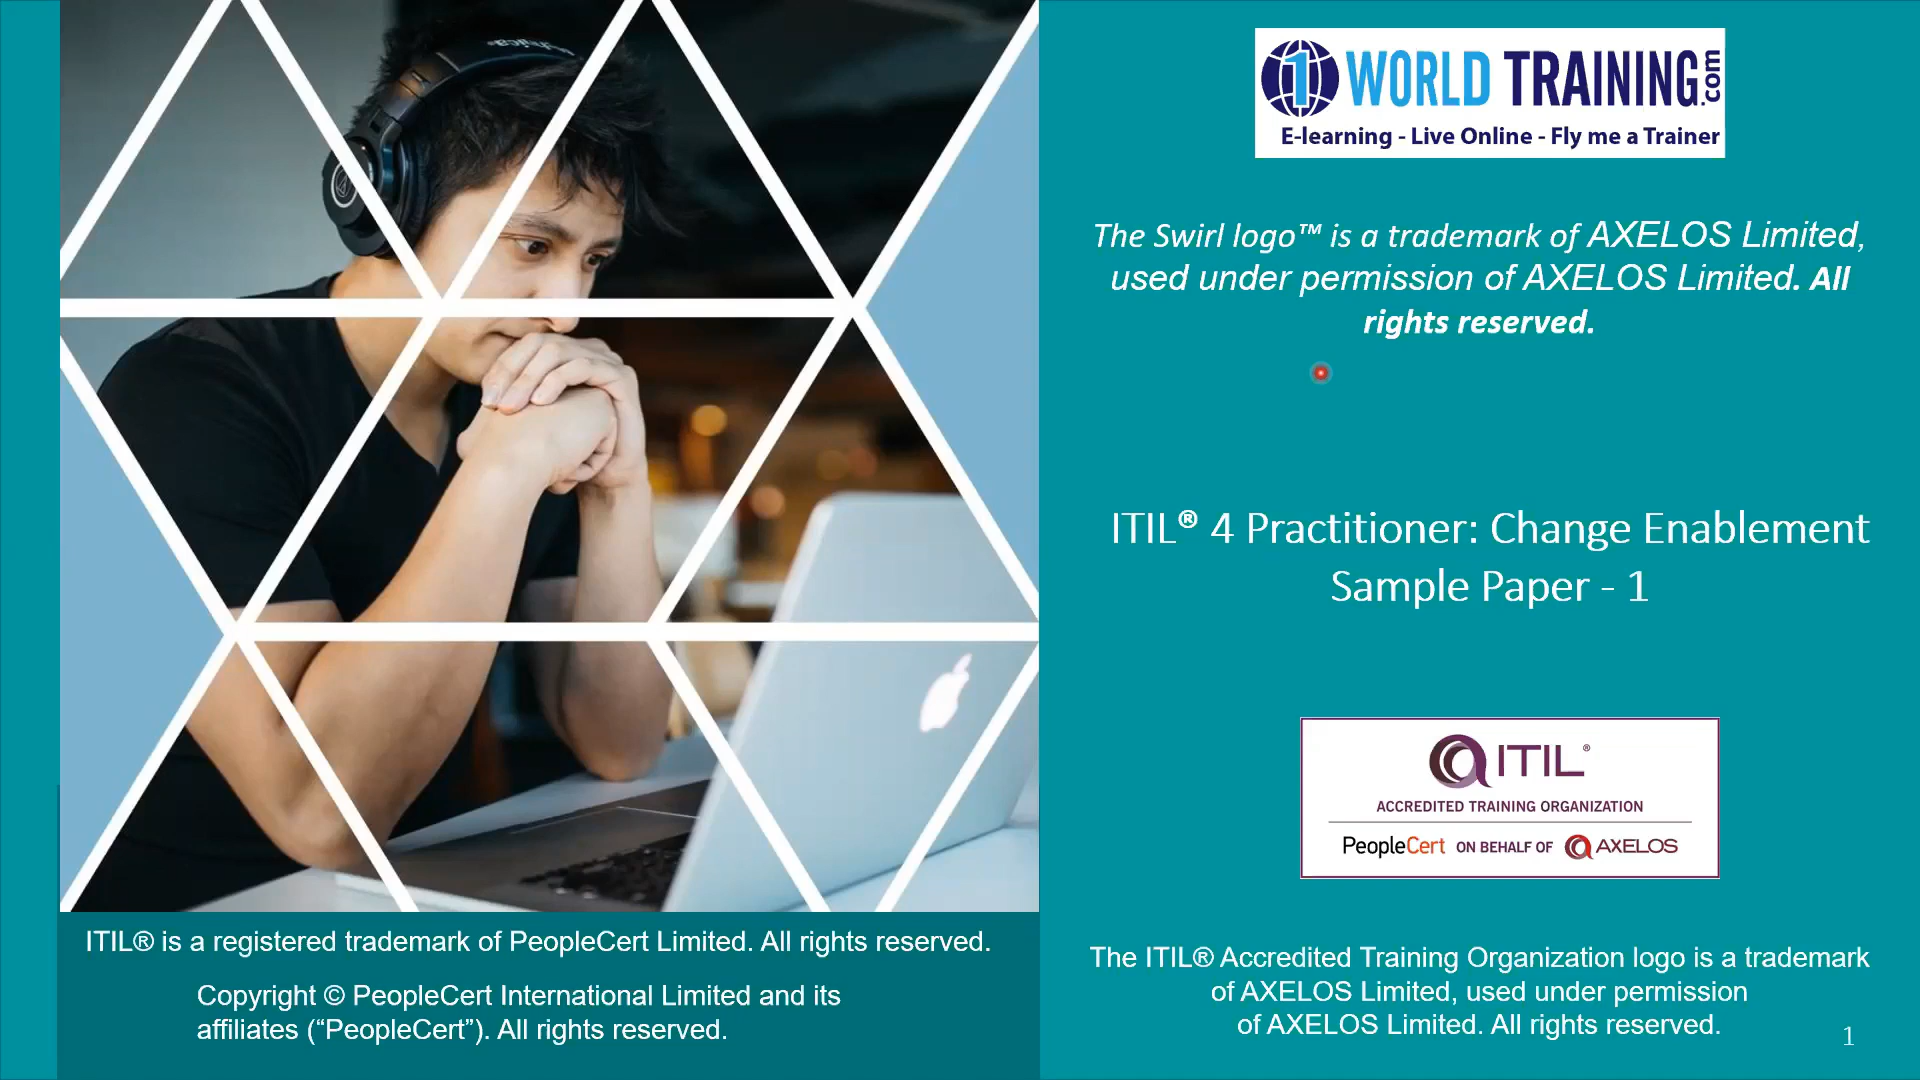 1 WORLD TRAINING.com
E-learning - Live Online - Fly me a Trainer
The Swirl logo™ is a trademark of AXELOS Limited,
used under permission of AXELOS Limited. All
rights reserved.
ITIL® 4 Practitioner: Change Enablement
Sample Paper - 1
ITIL®
ACCREDITED TRAINING ORGANIZATION
PeopleCert ON BEHALF OF AXELOS
ITIL® is a registered trademark of PeopleCert Limited. All rights reserved.
Copyright © PeopleCert International Limited and its
affiliates (“PeopleCert”). All rights reserved.
The ITIL® Accredited Training Organization logo is a trademark
of AXELOS Limited, used under permission
of AXELOS Limited. All rights reserved.
1